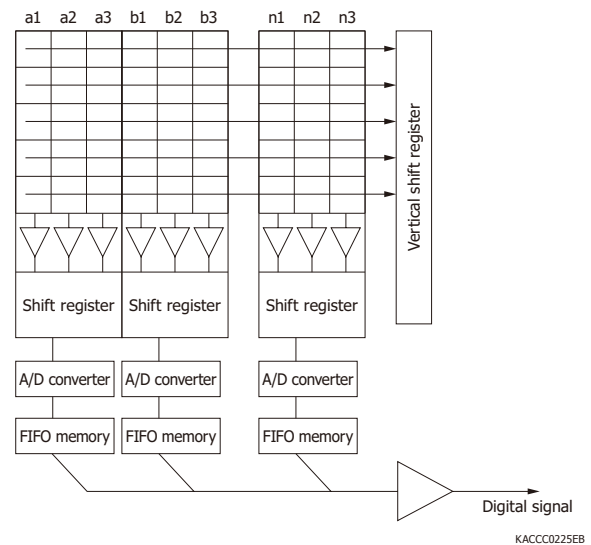 a1 a2 a3 b1 b2 b3 n1 n2 n3
Vertical shift register
Shift register Shift register Shift register
A/D converter A/D converter A/D converter
FIFO memory FIFO memory FIFO memory
Digital signal
KACCC0225EB